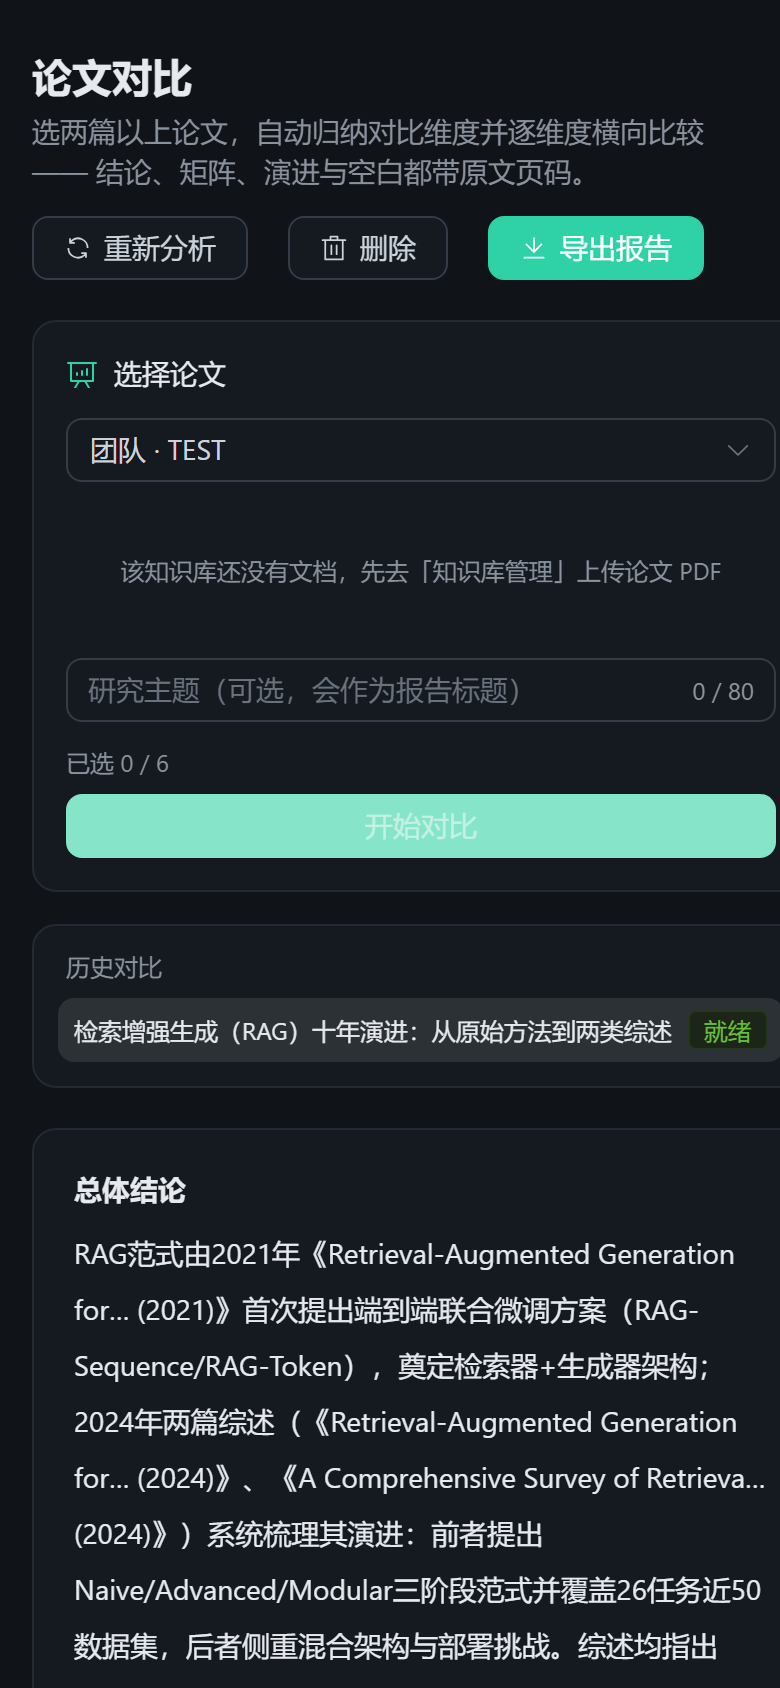 论文对比
选两篇以上论文，自动归纳对比维度并逐维度横向比较
—— 结论、矩阵、演进与空白都带原文页码。
重新分析 删除 导出报告
选择论文
团队 · TEST
该知识库还没有文档，先去「知识库管理」上传论文 PDF
研究主题（可选，会作为报告标题） 0 / 80
已选 0 / 6
开始对比
历史对比
检索增强生成（RAG）十年演进：从原始方法到两类综述 就绪
总体结论
RAG范式由2021年《Retrieval-Augmented Generation
for... (2021)》首次提出端到端联合微调方案（RAG-
Sequence/RAG-Token），奠定检索器+生成器架构；
2024年两篇综述（《Retrieval-Augmented Generation
for... (2024)》、《A Comprehensive Survey of Retrieva...
(2024)》）系统梳理其演进：前者提出
Naive/Advanced/Modular三阶段范式并覆盖26任务近50
数据集，后者侧重混合架构与部署挑战。综述均指出